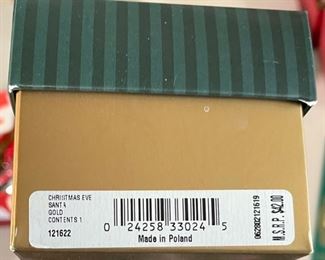 CHRISTMAS EVE
SANTA
GOLD
CONTENTS 1
121622
0 24258 33024 5
Made in Poland
062802121619
M.S.R.P. $42.00